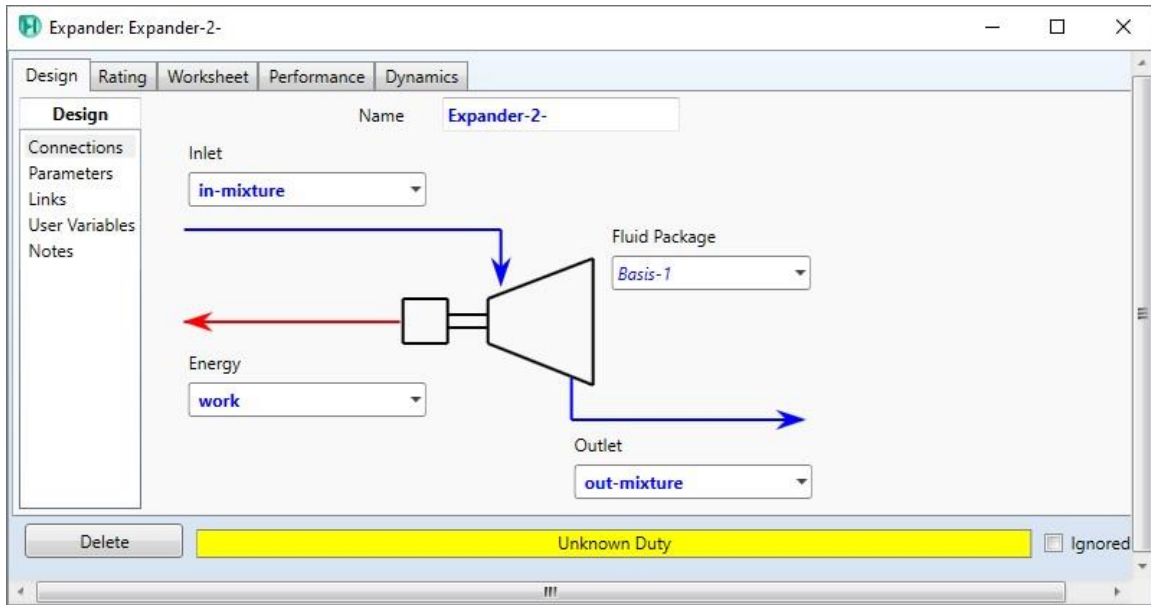 Expander: Expander-2-
Design Rating Worksheet Performance Dynamics
Design
Connections
Parameters
Links
User Variables
Notes
Name Expander-2-
Inlet
in-mixture
Fluid Package
Basis-1
Energy
work
Outlet
out-mixture
Delete Unknown Duty Ignored